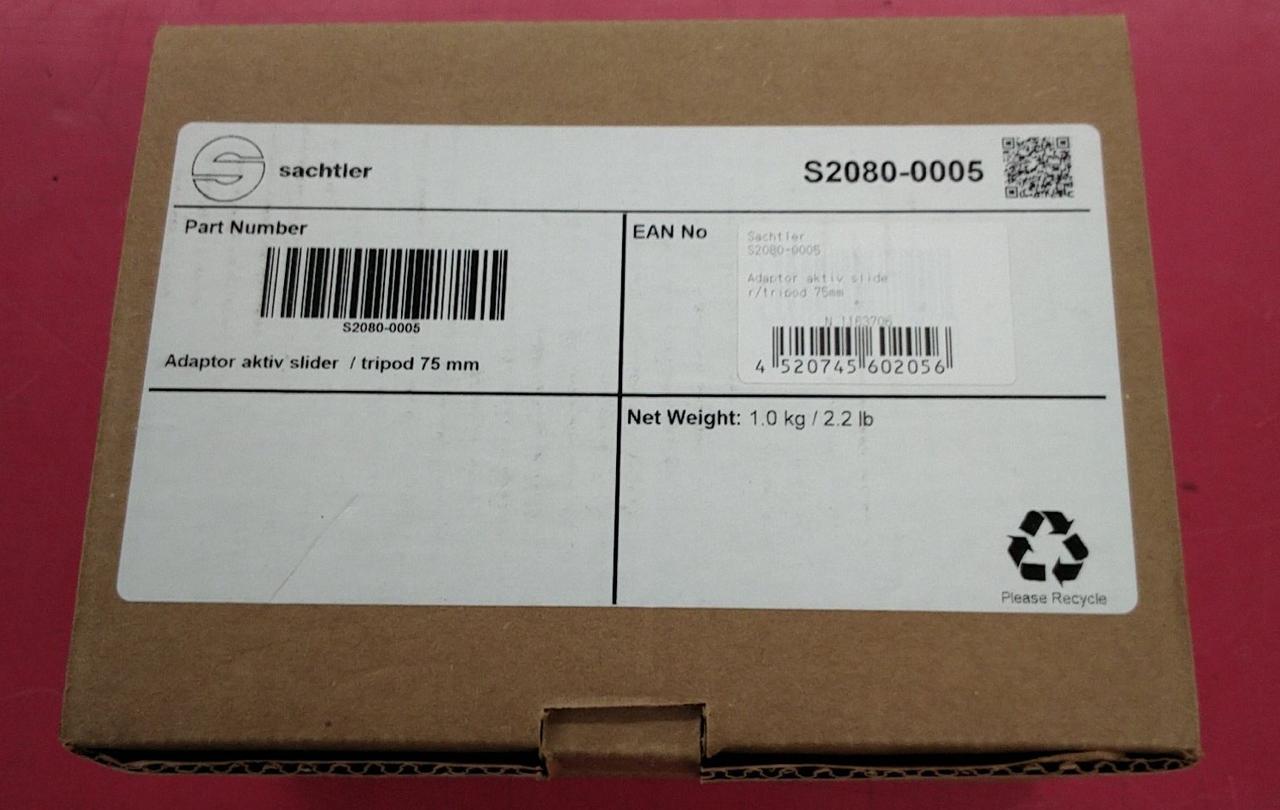 sachtler
S2080-0005
Part Number
S2080-0005
Adaptor aktiv slider / tripod 75 mm
EAN No
Sachtler
S2080-0005
Adaptor aktiv slide
r/tripod 75mm
N 1163706
4 520745 602056
Net Weight: 1.0 kg / 2.2 lb
Please Recycle